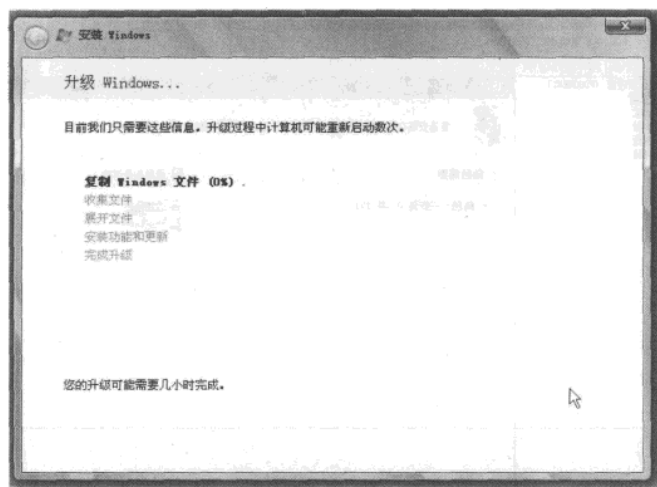 安装 Windows
升级 Windows...
目前我们只需要这些信息。升级过程中计算机可能重新启动数次。
复制 Windows 文件 (0%) .
收集文件
展开文件
安装功能和更新
完成升级
您的升级可能需要几小时完成。